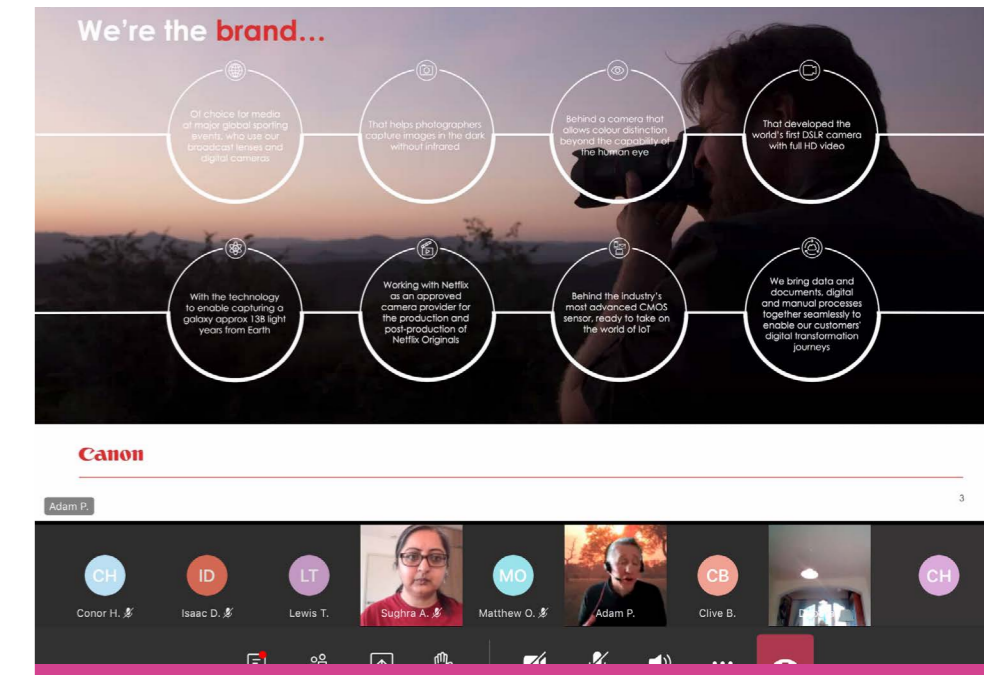 We're the brand...
Of choice for media
at major global sporting
events, who use our
broadcast lenses and
digital cameras
That helps photographers
capture images in the dark
without infrared
Behind a camera that
allows colour distinction
beyond the capability of
the human eye
That developed the
world's first DSLR camera
with full HD video
With the technology
to enable capturing a
galaxy approx 13B light
years from Earth
Working with Netflix
as an approved
camera provider for
the production and
post-production of
Netflix Originals
Behind the industry's
most advanced CMOS
sensor, ready to take on
the world of IoT
We bring data and
documents, digital
and manual processes
together seamlessly to
enable our customers'
digital transformation
journeys
Canon
3
Adam P.
CH
ID
LT
MO
CB
CH
Conor H.
Isaac D.
Lewis T.
Sughra A.
Matthew O.
Adam P.
Clive B.